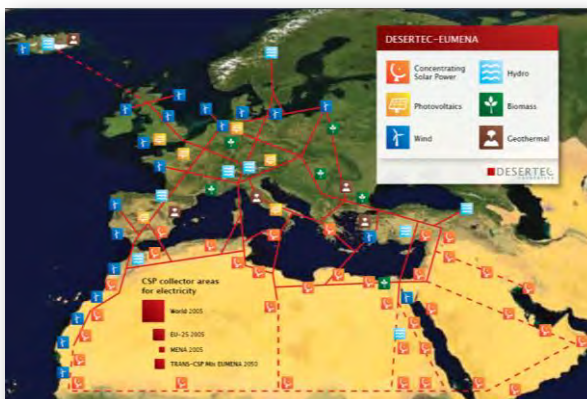 DESERTEC-EUMENA
Concentrating
Solar Power
Hydro
Photovoltaics
Biomass
Wind
Geothermal
DESERTEC
CSP collector areas
for electricity
World 2005
EU-25 2005
MENA 2005
TRANS-CSP Mix EUMENA 2050